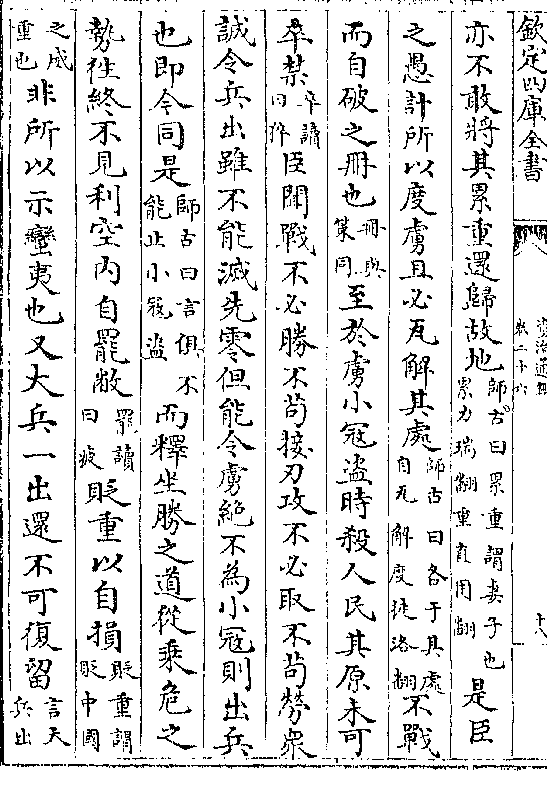 欽定四庫全書
資治通鑑
卷二十六
十八
亦不敢將其累重還歸故地師古曰累重謂妻子也累力瑞翻重直用翻是臣
之愚計所以度虜且必瓦解其處師古曰各于其處自瓦解度徒洛翻不戰
而自破之冊也冊與策同至於虜小寇盜時殺人民其原未可
卒禁卒讀曰猝臣聞戰不必勝不苟接刃攻不必取不苟勞衆
誠令兵出雖不能滅先零但能令虜絶不為小寇則出兵
也即今同是師古曰言俱不能止小寇盜而釋坐勝之道從乘危之
勢往終不見利空内自罷敝罷讀曰疲貶重以自損貶重謂貶中國
之威重也非所以示蠻夷也又大兵一出還不可復留言大兵出